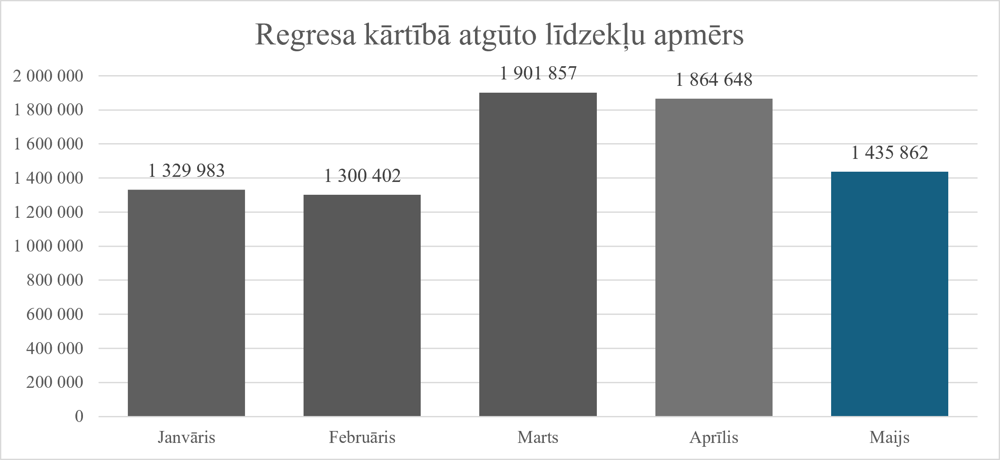 Regresa kārtībā atgūto līdzekļu apmērs
2 000 000
1 800 000
1 600 000
1 400 000
1 200 000
1 000 000
800 000
600 000
400 000
200 000
0
1 329 983
1 300 402
1 901 857
1 864 648
1 435 862
Janvāris
Februāris
Marts
Aprīlis
Maijs